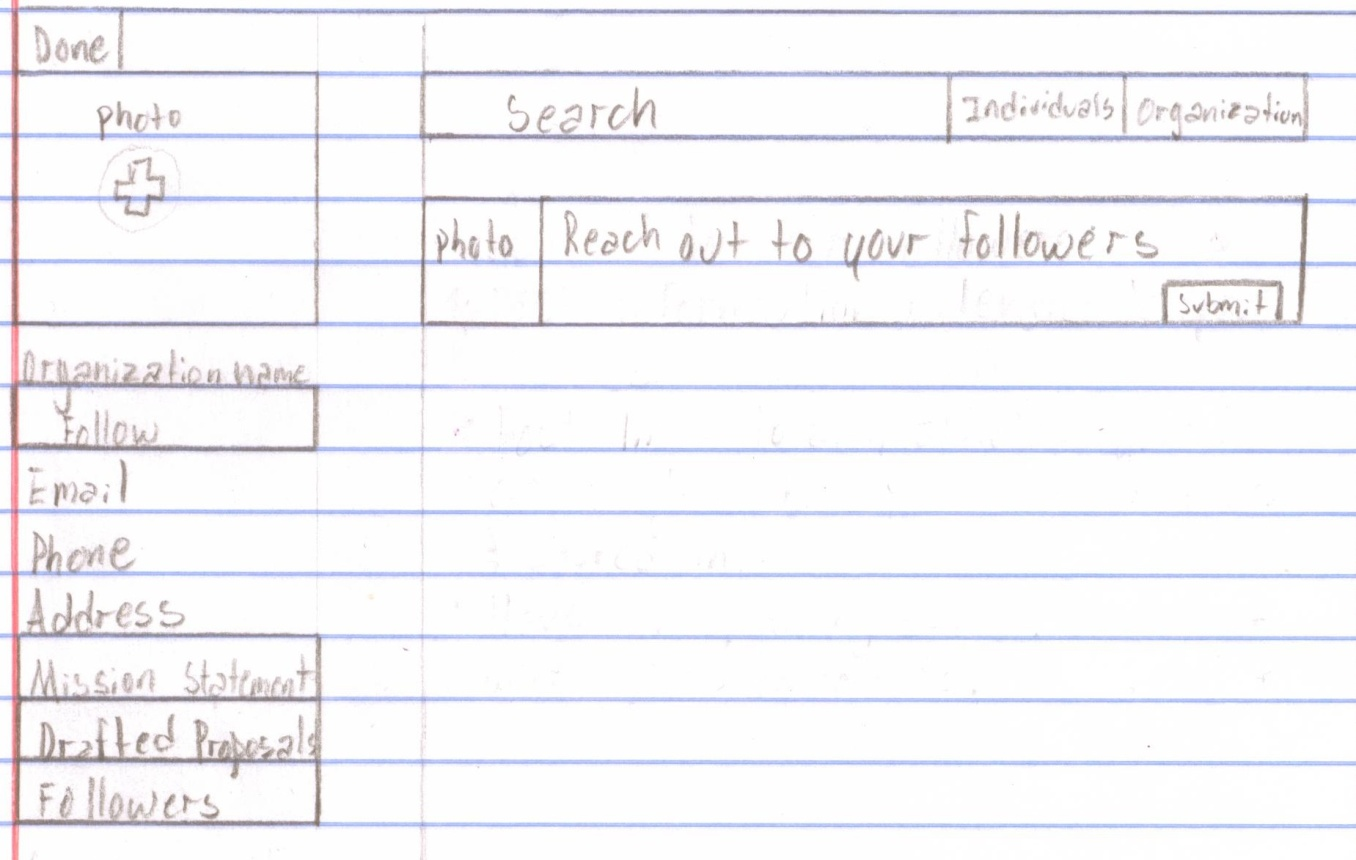 Done
photo
Search
Individuals
Organization
photo
Reach out to your followers
Submit
Organization name
Follow
Email
Phone
Address
Mission Statement
Drafted Proposals
Followers